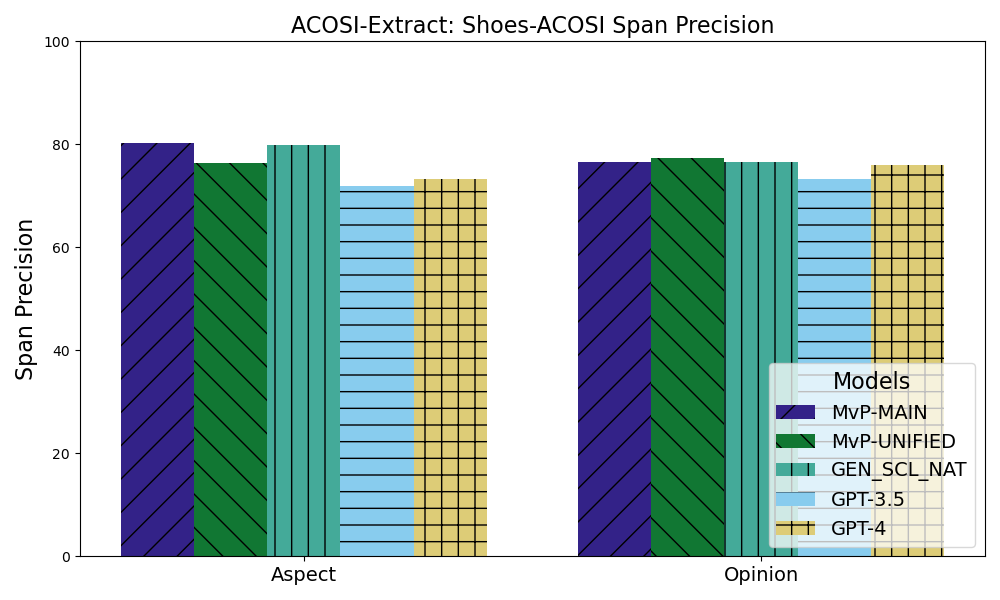 ACOSI-Extract: Shoes-ACOSI Span Precision
Span Precision
100
80
60
40
20
0
Aspect
Opinion
Models
MvP-MAIN
MvP-UNIFIED
GEN_SCL_NAT
GPT-3.5
GPT-4